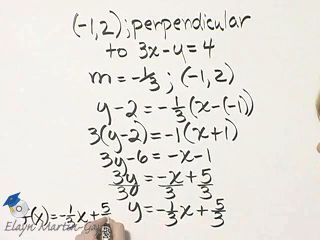 (-1,2); perpendicular
to 3x-y=4
m=-1/3; (-1,2)
y-2=-1/3(x-(-1))
3(y-2)=-1(x+1)
3y-6=-x-1
3y/3=-x/3+5/3
y=-1/3x+5/3
f(x)=-1/3x+5/
Elayn Martin-Gay